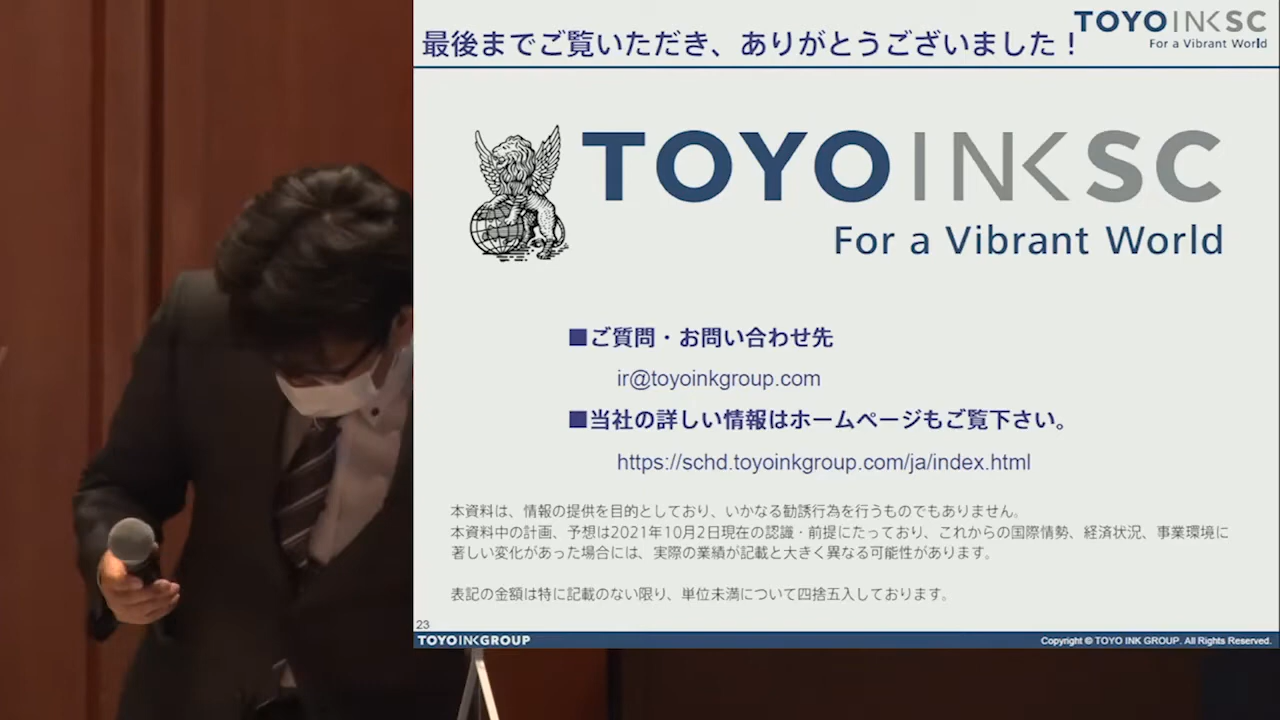 最後までご覧いただき、ありがとうございました！
TOYOINKSC
For a Vibrant World
TOYOINKSC
For a Vibrant World
■ご質問・お問い合わせ先
ir@toyoinkgroup.com
■当社の詳しい情報はホームページもご覧下さい。
https://schd.toyoinkgroup.com/ja/index.html
本資料は、情報の提供を目的としており、いかなる勧誘行為を行うものでもありません。
本資料中の計画、予想は2021年10月2日現在の認識・前提にたっており、これからの国際情勢、経済状況、事業環境に
著しい変化があった場合には、実際の業績が記載と大きく異なる可能性があります。
表記の金額は特に記載のない限り、単位未満について四捨五入しております。
23
TOYOINKGROUP
Copyright © TOYO INK GROUP. All Rights Reserved.